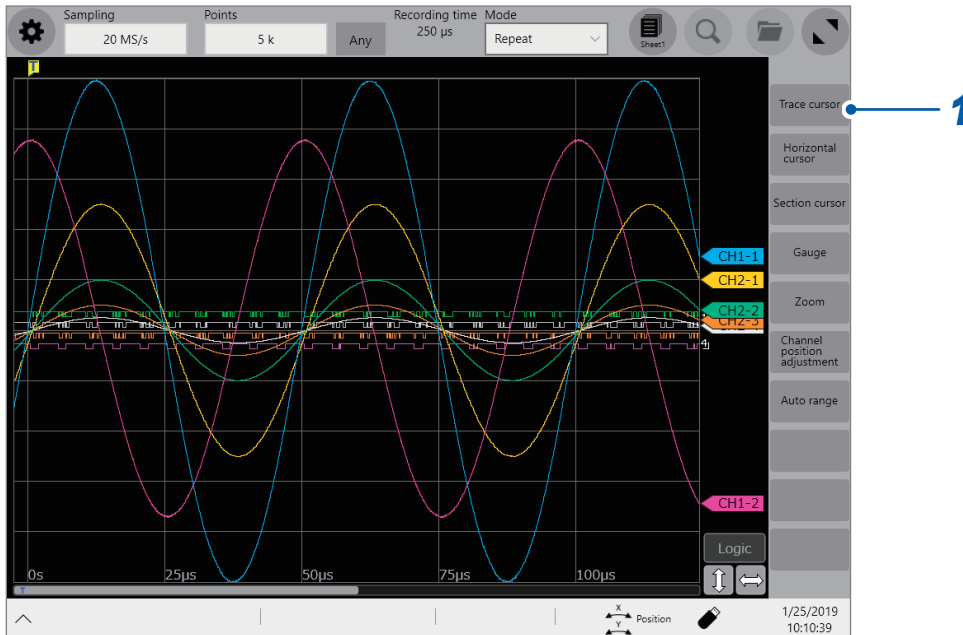 Sampling
Points
Recording time
Mode
20 MS/s
5 k
Any
250 µs
Repeat
Sheet1
T
Trace cursor
1
Horizontal
cursor
Section cursor
Gauge
Zoom
Channel
position
adjustment
Auto range
CH1-1
CH2-1
CH2-2
CH2-3
CH1-2
Logic
0s
25µs
50µs
75µs
100µs
T
X
Y
Position
1/25/2019
10:10:39